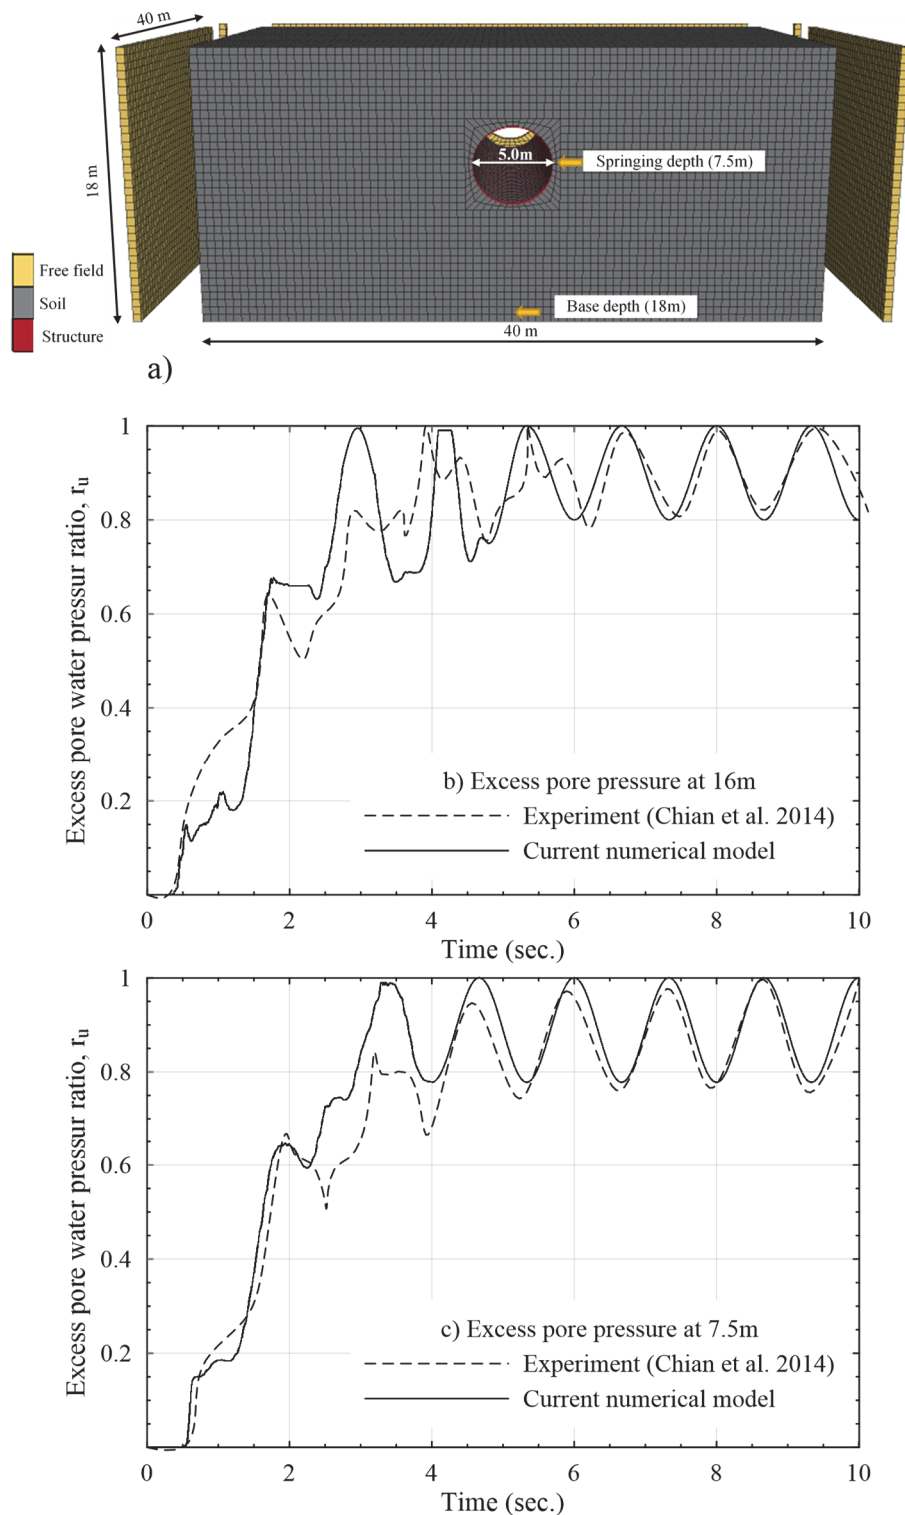 40 m
18 m
5.0m
Springing depth (7.5m)
Free field
Soil
Structure
Base depth (18m)
40 m
a)
1
0.8
0.6
0.4
0.2
Excess pore water pressur ratio, ru
b) Excess pore pressure at 16m
Experiment (Chian et al. 2014)
Current numerical model
0 2 4 6 8 10
Time (sec.)
1
0.8
0.6
0.4
0.2
Excess pore water pressur ratio, ru
c) Excess pore pressure at 7.5m
Experiment (Chian et al. 2014)
Current numerical model
0 2 4 6 8 10
Time (sec.)